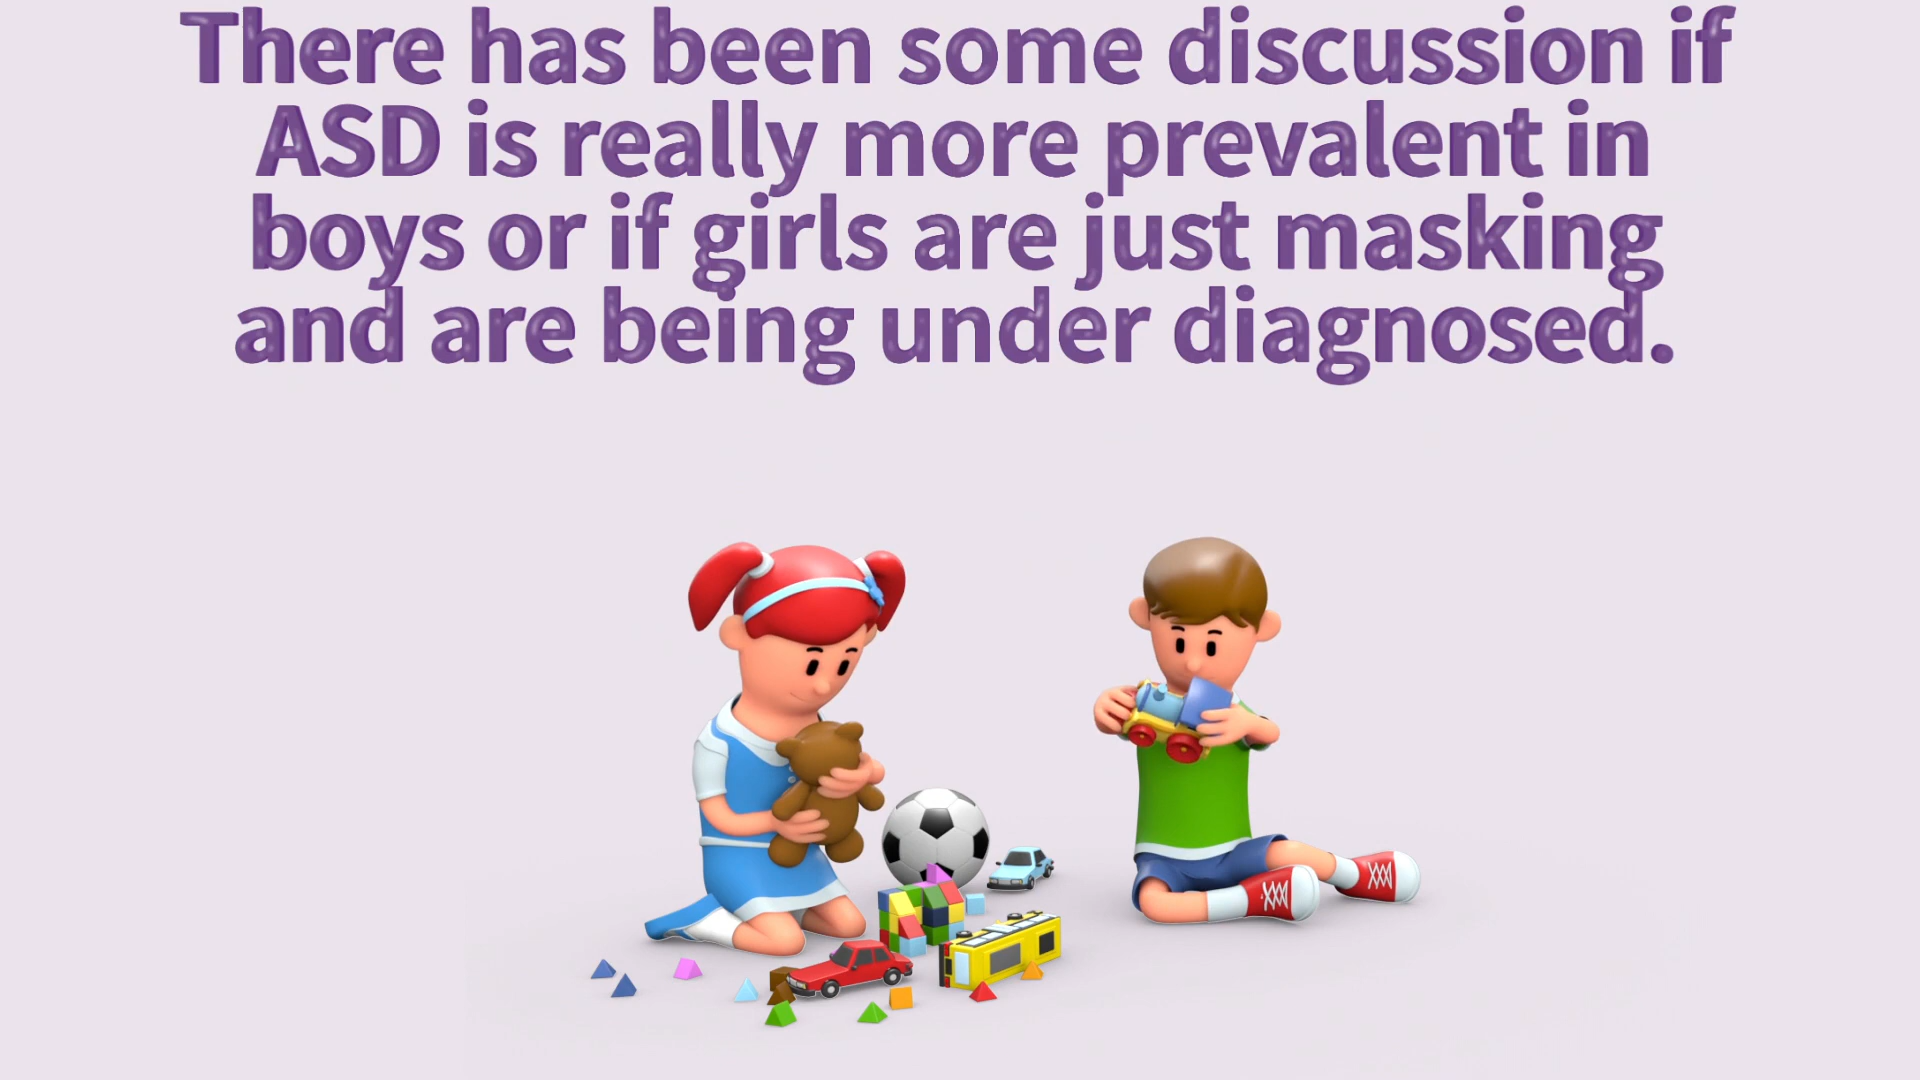 There has been some discussion if
ASD is really more prevalent in
boys or if girls are just masking
and are being under diagnosed.